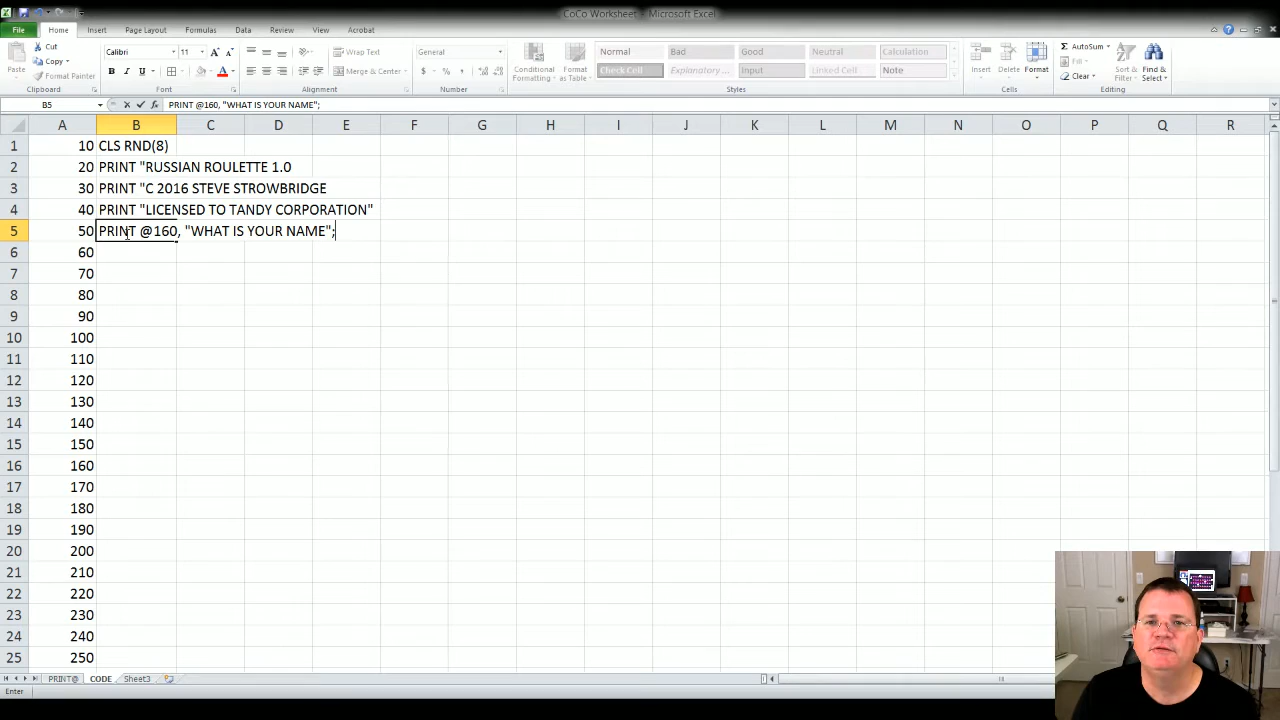 CoCo Worksheet - Microsoft Excel
File Home Insert Page Layout Formulas Data Review View Acrobat
Cut
Copy
Format Painter
Paste
Clipboard
Calibri 11
B I U A
Font
Wrap Text
Merge & Center
Alignment
General
$ % ,
Number
Conditional Formatting
Format as Table
Normal Bad Good Neutral Calculation
Check Cell Explanatory ... Input Linked Cell Note
Styles
Insert Delete Format
Cells
AutoSum
Fill
Clear
Sort & Filter
Find & Select
Editing
B5 fx PRINT @160, "WHAT IS YOUR NAME";
A B C D E F G H I J K L M N O P Q R
1 10 CLS RND(8)
2 20 PRINT "RUSSIAN ROULETTE 1.0
3 30 PRINT "C 2016 STEVE STROWBRIDGE
4 40 PRINT "LICENSED TO TANDY CORPORATION"
5 50 PRINT @160, "WHAT IS YOUR NAME";
6 60
7 70
8 80
9 90
10 100
11 110
12 120
13 130
14 140
15 150
16 160
17 170
18 180
19 190
20 200
21 210
22 220
23 230
24 240
25 250
PRINT@ CODE Sheet3
Enter